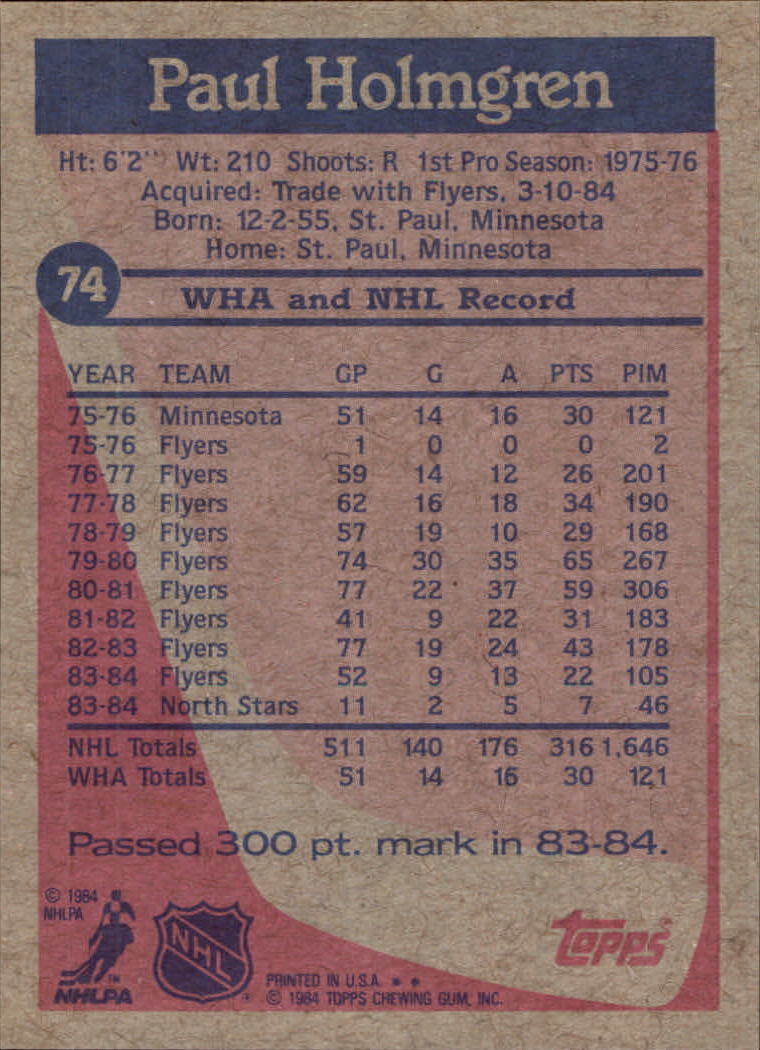 Paul Holmgren
Ht: 6'2" Wt: 210 Shoots: R 1st Pro Season: 1975-76
Acquired: Trade with Flyers, 3-10-84
Born: 12-2-55, St. Paul, Minnesota
Home: St. Paul, Minnesota
74
WHA and NHL Record
YEAR TEAM GP G A PTS PIM
75-76 Minnesota 51 14 16 30 121
75-76 Flyers 1 0 0 0 2
76-77 Flyers 59 14 12 26 201
77-78 Flyers 62 16 18 34 190
78-79 Flyers 57 19 10 29 168
79-80 Flyers 74 30 35 65 267
80-81 Flyers 77 22 37 59 306
81-82 Flyers 41 9 22 31 183
82-83 Flyers 77 19 24 43 178
83-84 Flyers 52 9 13 22 105
83-84 North Stars 11 2 5 7 46
NHL Totals 511 140 176 316 1,646
WHA Totals 51 14 16 30 121
Passed 300 pt. mark in 83-84.
© 1984
NHLPA
™
NHLPA
NHL
®
PRINTED IN U.S.A. * *
© 1984 TOPPS CHEWING GUM, INC.
topps®